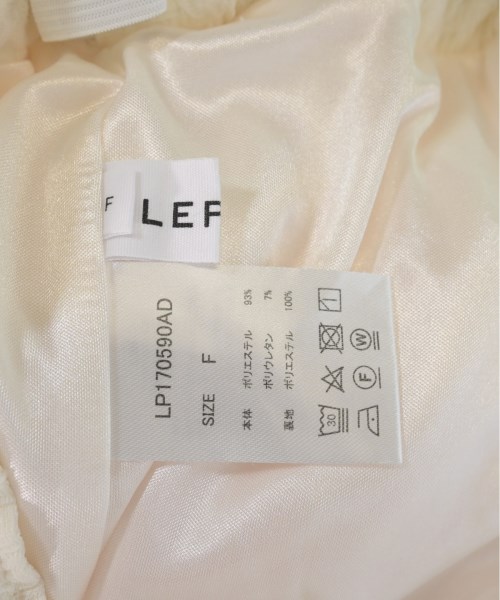 F
LEP
LP170590AD
SIZE F
本体 ポリエステル 93%
ポリウレタン 7%
裏地 ポリエステル 100%
30
F
W